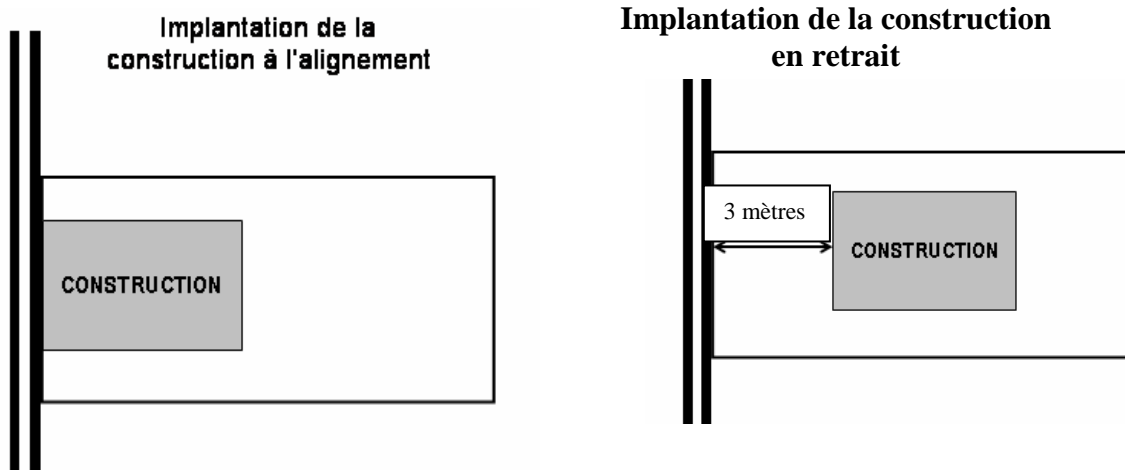 Implantation de la
construction à l'alignement
CONSTRUCTION
Implantation de la construction
en retrait
3 mètres
CONSTRUCTION